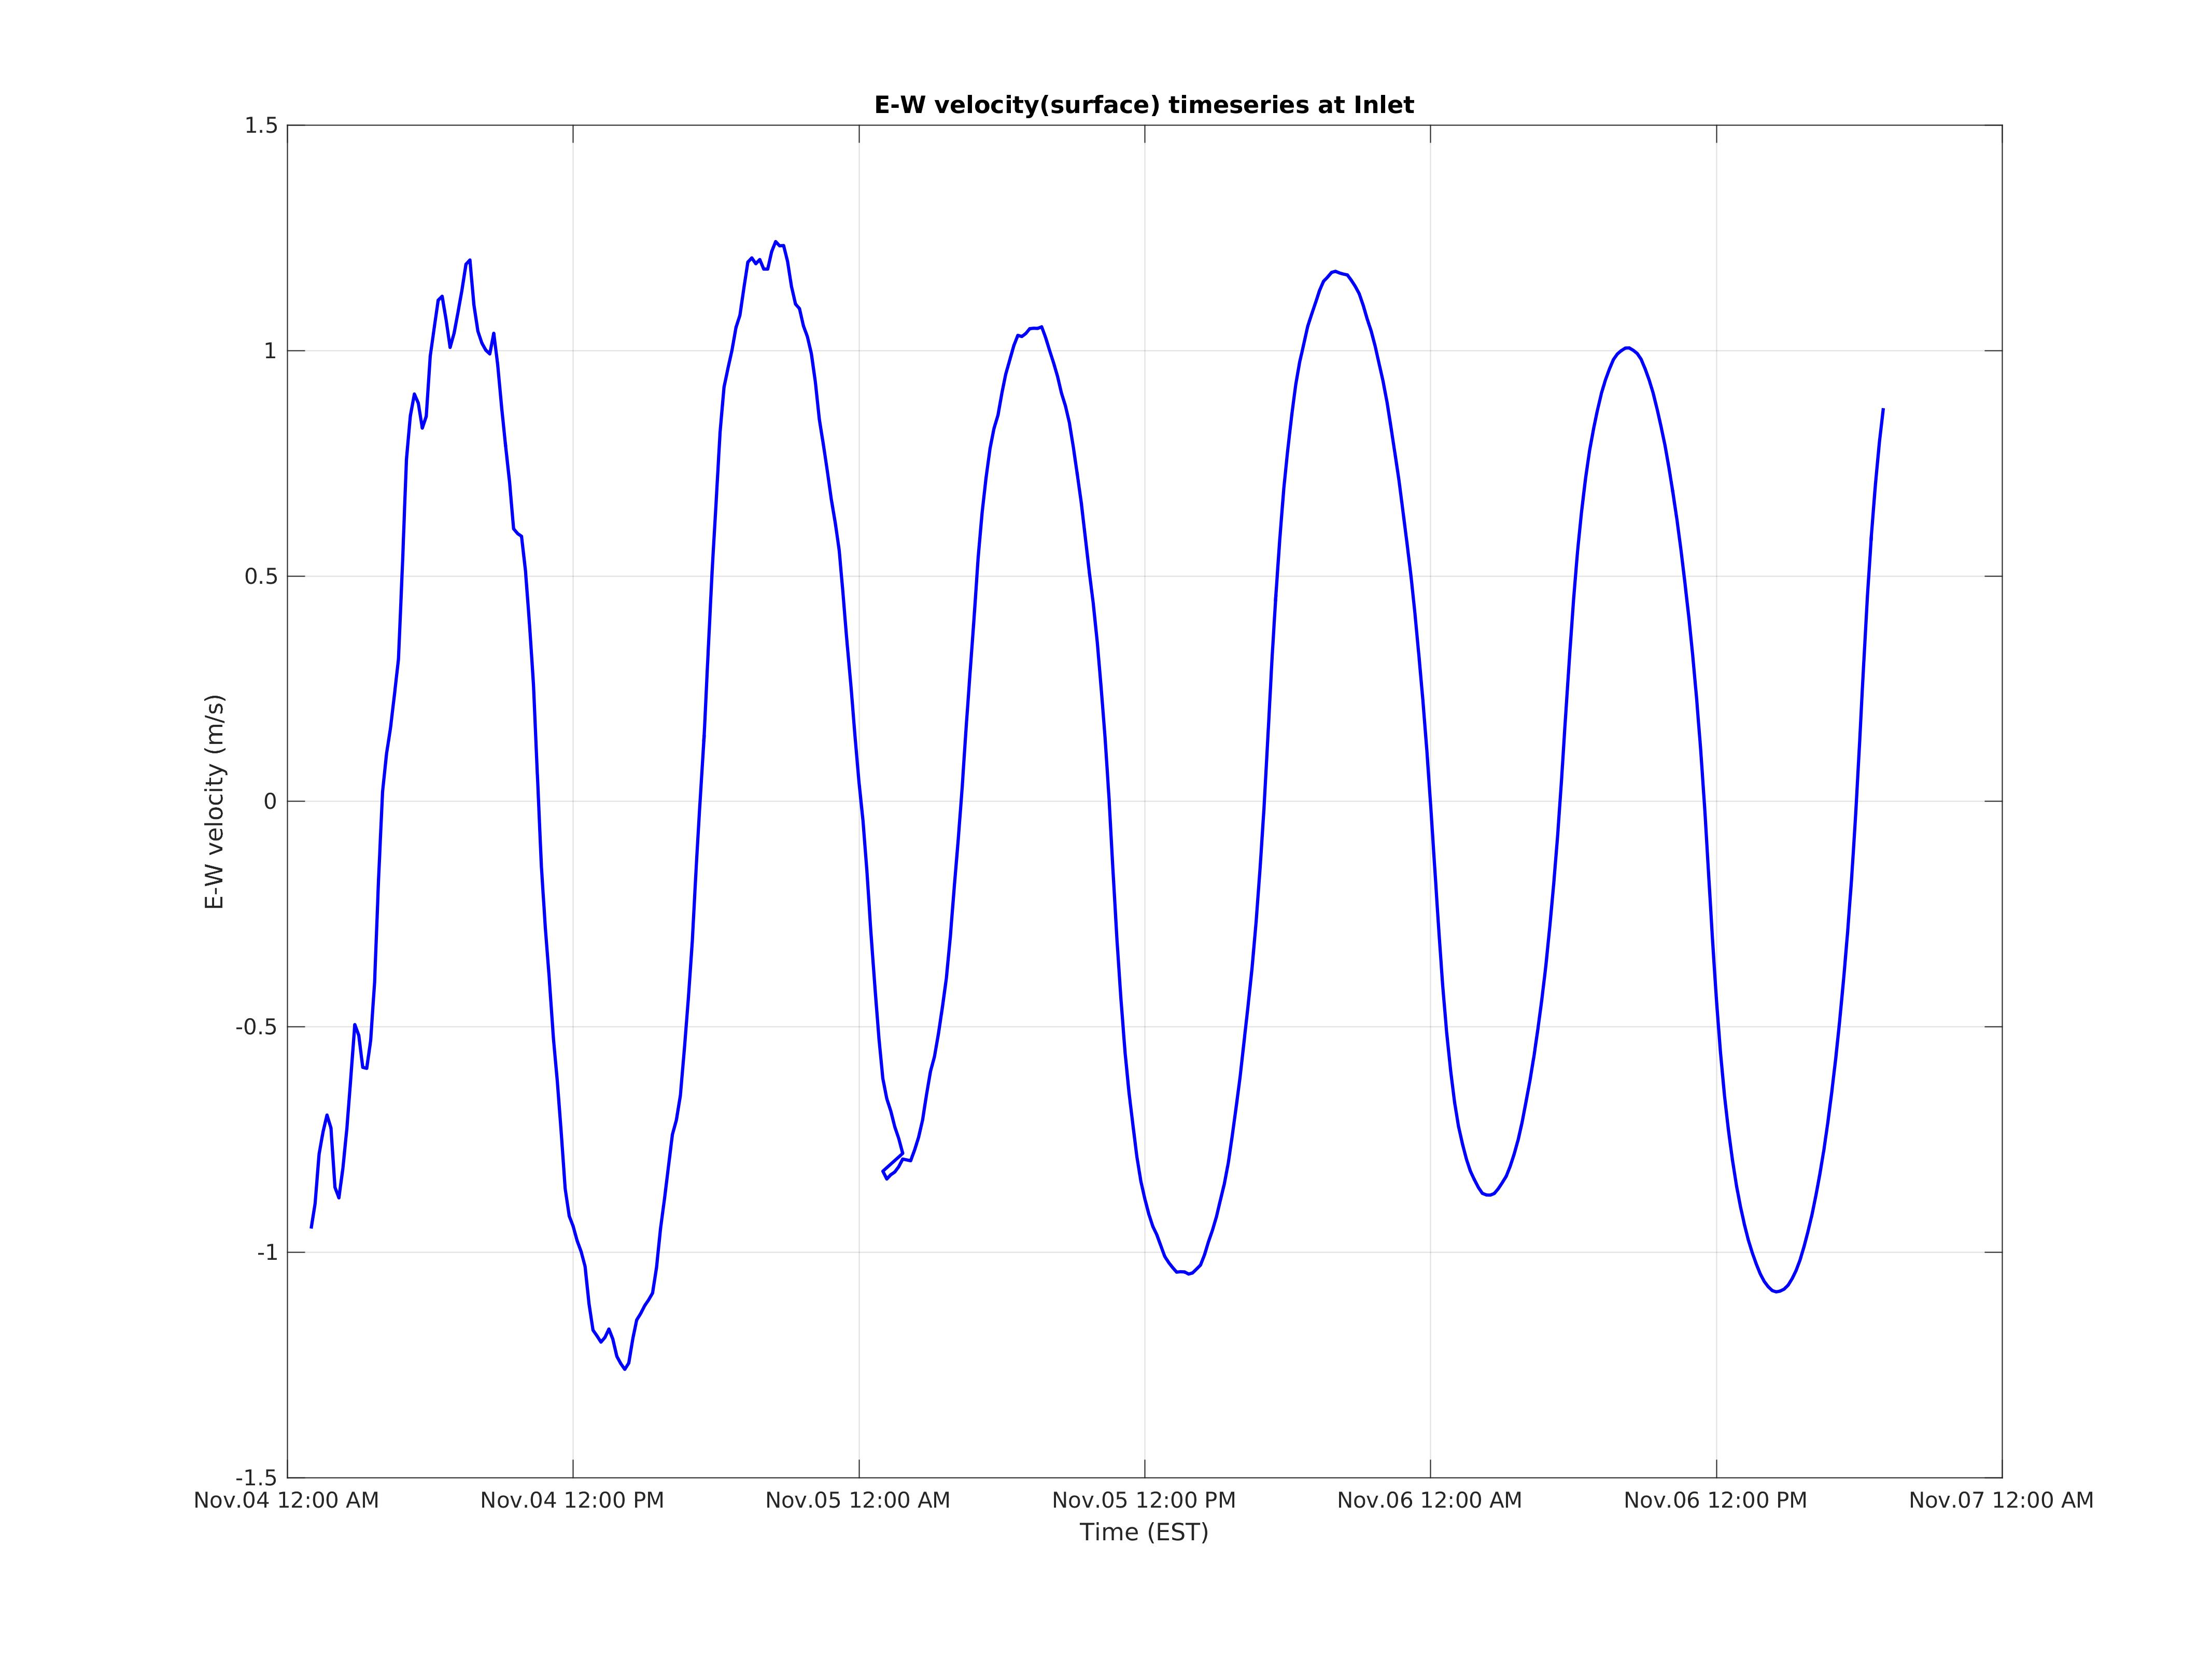 E-W velocity(surface) timeseries at Inlet
1.5
1
0.5
0
-0.5
-1
-1.5
E-W velocity (m/s)
Nov.04 12:00 AM Nov.04 12:00 PM Nov.05 12:00 AM Nov.05 12:00 PM Nov.06 12:00 AM Nov.06 12:00 PM Nov.07 12:00 AM
Time (EST)